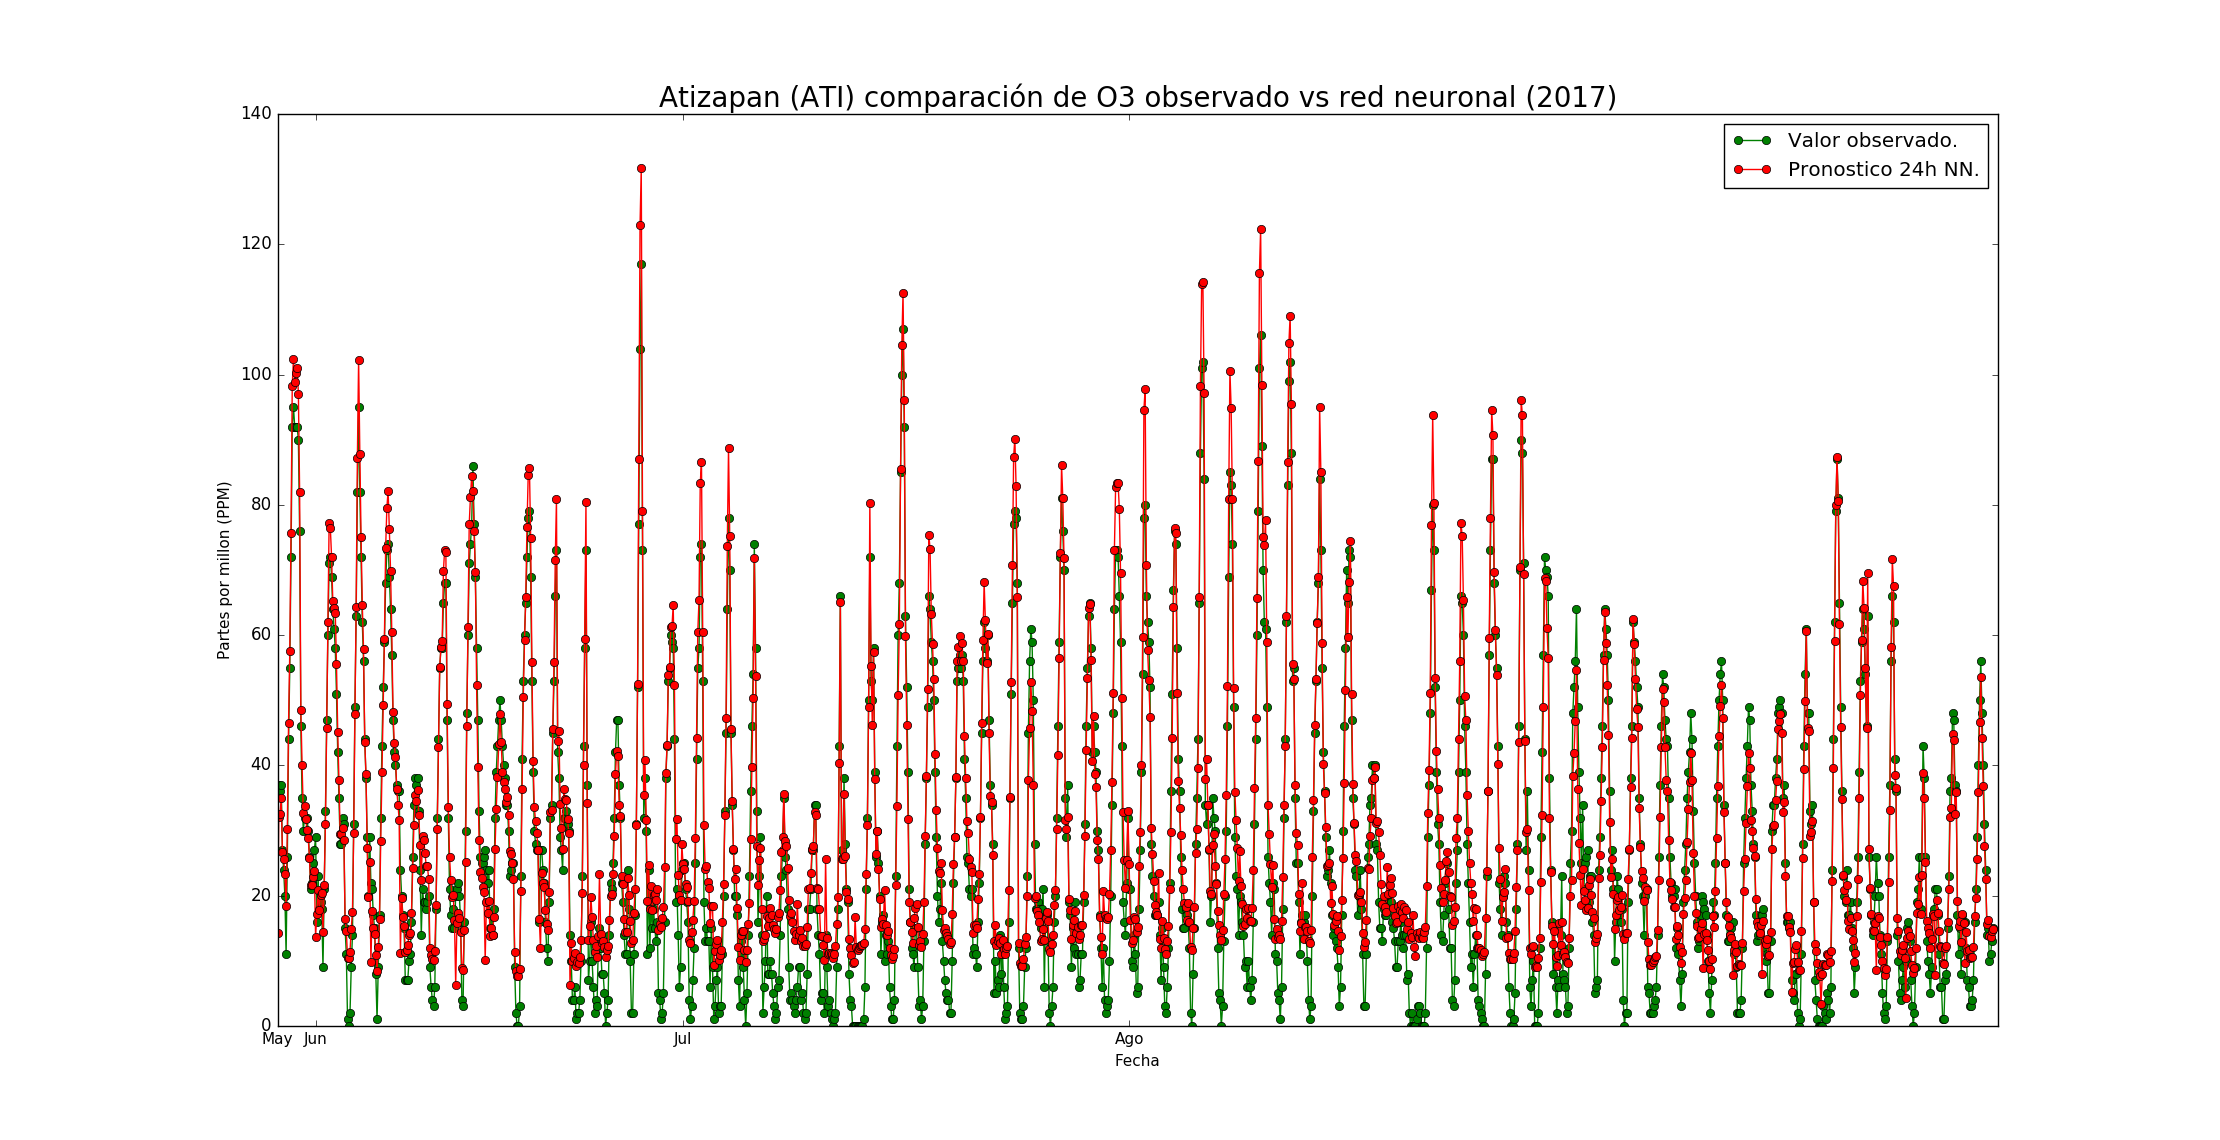 Atizapan (ATI) comparación de O3 observado vs red neuronal (2017)
140
120
100
80
60
40
20
0
Partes por millon (PPM)
Valor observado.
Pronostico 24h NN.
May Jun Jul Ago
Fecha